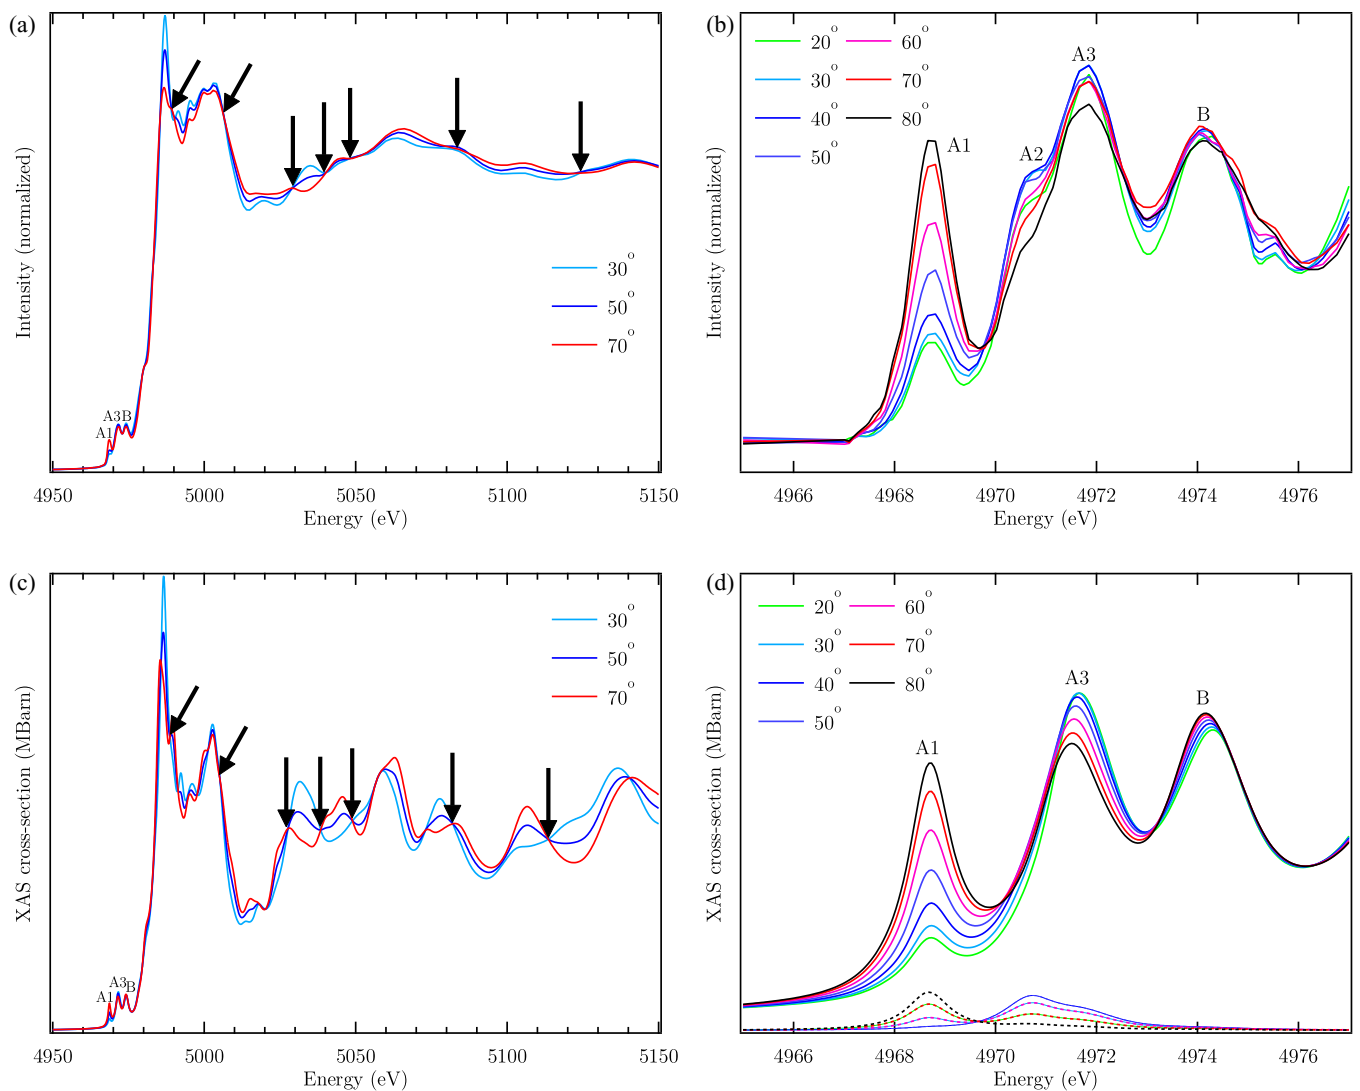 (a)
Intensity (normalized)
A3 B
A1
30°
50°
70°
4950 5000 5050 5100 5150
Energy (eV)
(b)
Intensity (normalized)
20° 60°
30° 70°
40° 80°
50°
A3
B
A1
A2
4966 4968 4970 4972 4974 4976
Energy (eV)
(c)
XAS cross-section (MBarn)
30°
50°
70°
A3
B
A1
4950 5000 5050 5100 5150
Energy (eV)
(d)
XAS cross-section (MBarn)
20° 60°
30° 70°
40° 80°
50°
A3
B
A1
4966 4968 4970 4972 4974 4976
Energy (eV)